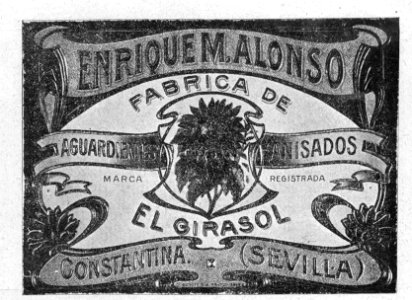 ENRIQUE M. ALONSO
FABRICA DE
AGUARDIENTES ANISADOS
MARCA REGISTRADA
EL GIRASOL
CONSTANTINA. (SEVILLA)